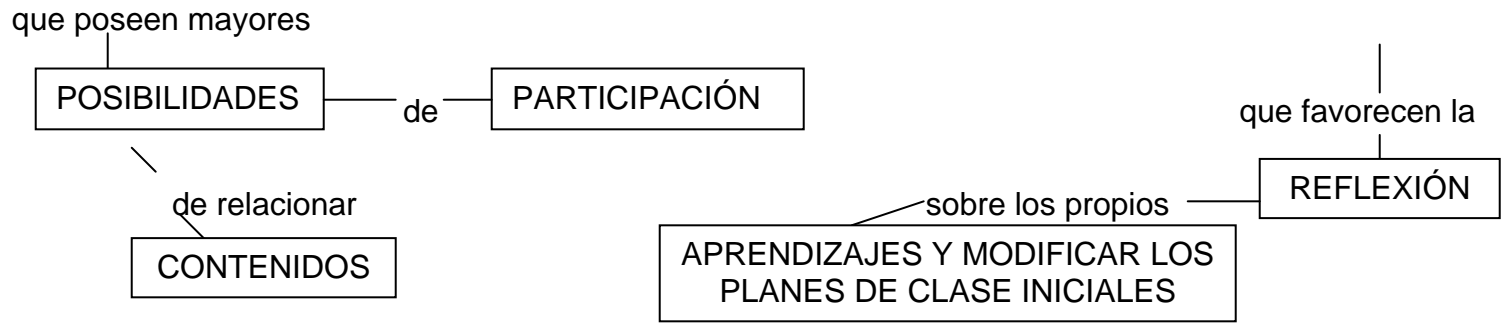 que poseen mayores
POSIBILIDADES
de
PARTICIPACIÓN
de relacionar
CONTENIDOS
que favorecen la
REFLEXIÓN
sobre los propios
APRENDIZAJES Y MODIFICAR LOS
PLANES DE CLASE INICIALES